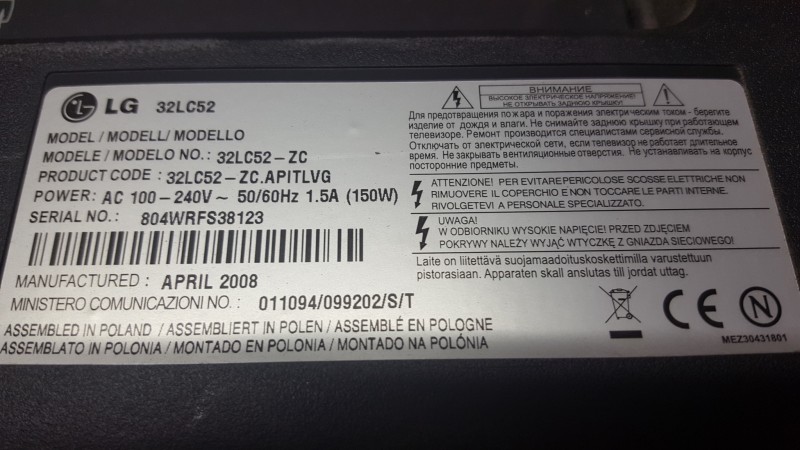 LG 32LC52
MODEL / MODELL/ MODELLO
MODELE / MODELO NO. : 32LC52-ZC
PRODUCT CODE : 32LC52-ZC.APITLVG
POWER: AC 100-240V~ 50/60Hz 1.5A (150W)
SERIAL NO.: 804WRFS38123
MANUFACTURED : APRIL 2008
MINISTERO COMUNICAZIONI NO. : 011094/099202/S/T
ASSEMBLED IN POLAND / ASSEMBLIERT IN POLEN / ASSEMBLÉ EN POLOGNE
ASSEMBLATO IN POLONIA / MONTADO EN POLONIA / MONTADO NA POLÓNIA
ВНИМАНИЕ
ВЫСОКОЕ ЭЛЕКТРИЧЕСКОЕ НАПРЯЖЕНИЕ!
НЕ ОТКРЫВАТЬ ЗАДНЮЮ КРЫШКУ!
Для предотвращения пожара и поражения электрическим током - берегите
изделие от дождя и влаги. Не снимайте заднюю крышку при работающем
телевизоре. Ремонт производится специалистами сервисной службы.
Отключать от электрической сети, если телевизор не работает длительное
время. Не закрывать вентиляционные отверстия. Не устанавливать на корпус
посторонние предметы.
ATTENZIONE! PER EVITARE PERICOLOSE SCOSSE ELETTRICHE NON
RIMUOVERE IL COPERCHIO E NON TOCCARE LE PARTI INTERNE.
RIVOLGETEVI A PERSONALE SPECIALIZZATO.
UWAGA!
W ODBIORNIKU WYSOKIE NAPIĘCIE! PRZED ZDJĘCIEM
POKRYWY NALEŻY WYJĄĆ WTYCZKĘ Z GNIAZDA SIECIOWEGO!
Laite on liitettävä suojamaadoituskoskettimilla varustettuun
pistorasiaan. Apparaten skall anslutas till jordat uttag.
CE N
MEZ30431801